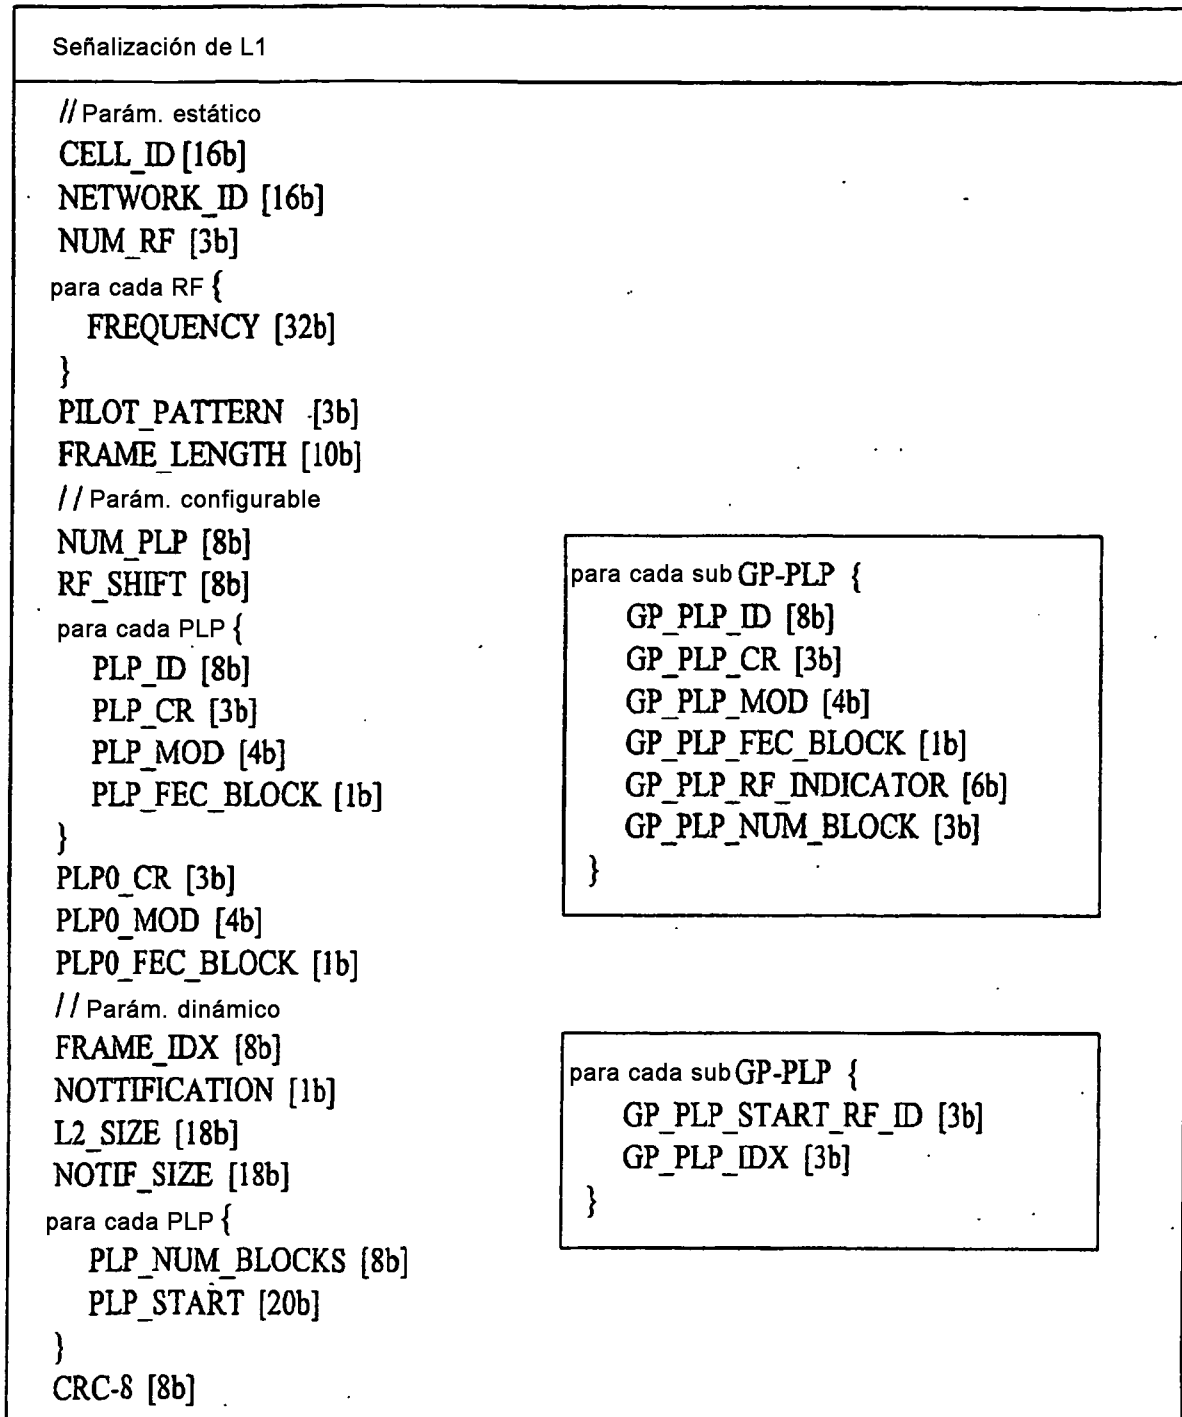 Señalización de L1
// Parám. estático
CELL_ID [16b]
NETWORK_ID [16b]
NUM_RF [3b]
para cada RF {
FREQUENCY [32b]
}
PILOT_PATTERN [3b]
FRAME_LENGTH [10b]
// Parám. configurable
NUM_PLP [8b]
RF_SHIFT [8b]
para cada PLP {
PLP_ID [8b]
PLP_CR [3b]
PLP_MOD [4b]
PLP_FEC_BLOCK [1b]
}
PLP0_CR [3b]
PLP0_MOD [4b]
PLP0_FEC_BLOCK [1b]
// Parám. dinámico
FRAME_IDX [8b]
NOTTIFICATION [1b]
L2_SIZE [18b]
NOTIF_SIZE [18b]
para cada PLP {
PLP_NUM_BLOCKS [8b]
PLP_START [20b]
}
CRC-8 [8b]
para cada sub GP-PLP {
GP_PLP_ID [8b]
GP_PLP_CR [3b]
GP_PLP_MOD [4b]
GP_PLP_FEC_BLOCK [1b]
GP_PLP_RF_INDICATOR [6b]
GP_PLP_NUM_BLOCK [3b]
}
para cada sub GP-PLP {
GP_PLP_START_RF_ID [3b]
GP_PLP_IDX [3b]
}